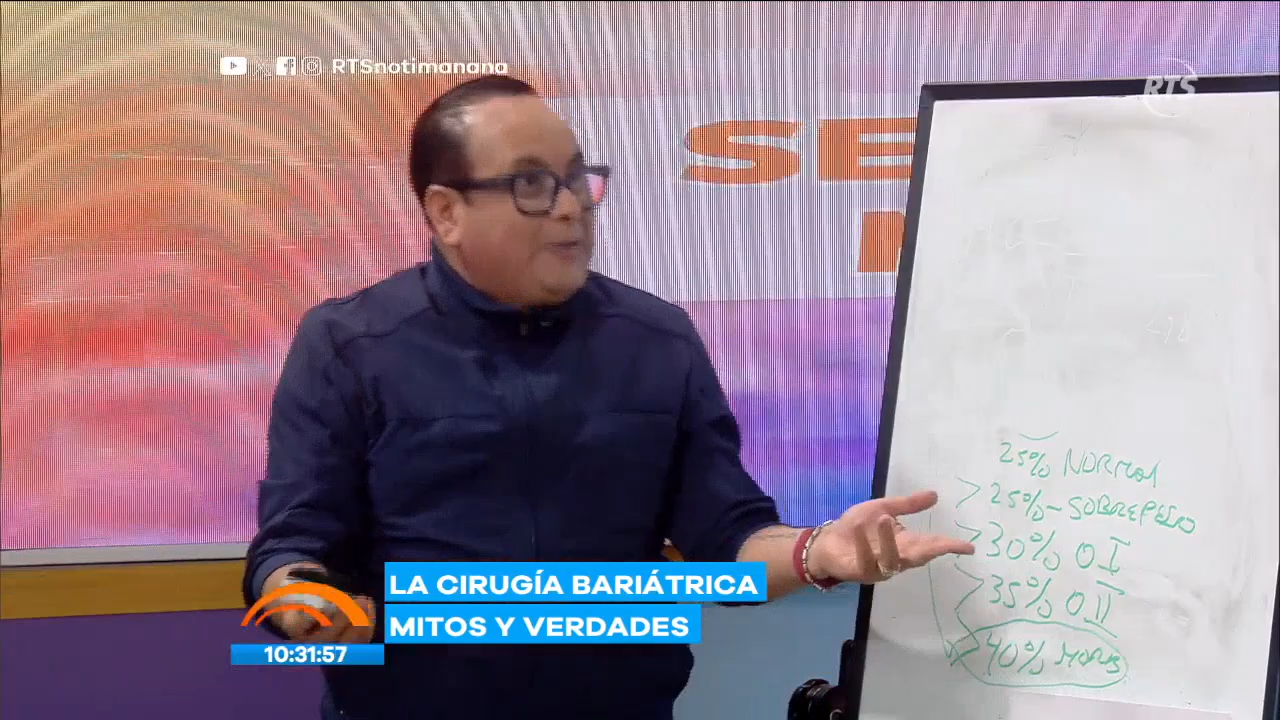 RTSnotimanana
RTS
SE
25% NORMAL
>25%-SOBREPESO
>30% O I
>35% O II
>40% MORB
LA CIRUGÍA BARIÁTRICA
MITOS Y VERDADES
10:31:57